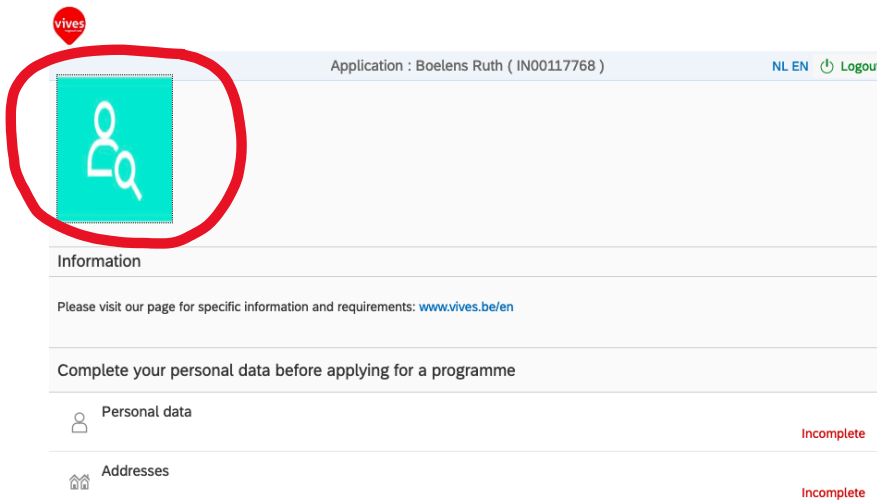 vives
Application : Boelens Ruth ( IN00117768 )
NL EN Logout
Information
Please visit our page for specific information and requirements: www.vives.be/en
Complete your personal data before applying for a programme
Personal data
Incomplete
Addresses
Incomplete